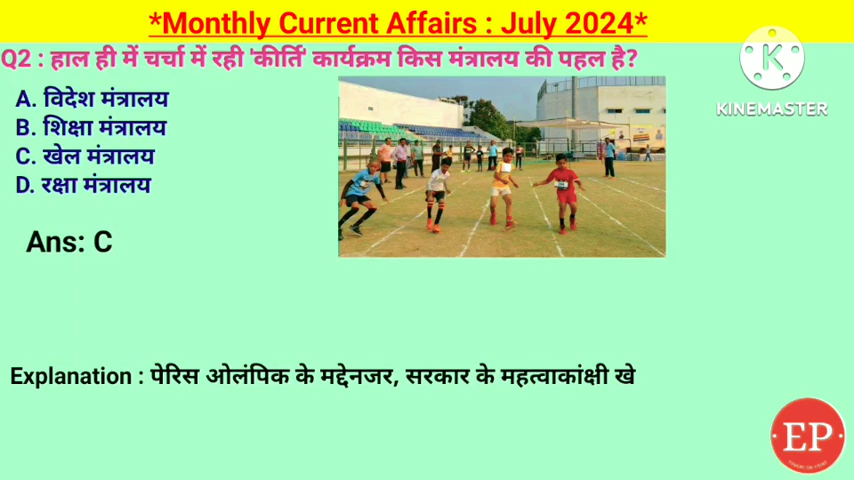 *Monthly Current Affairs : July 2024*
Q2 : हाल ही में चर्चा में रही 'कीर्ति' कार्यक्रम किस मंत्रालय की पहल है?
KINEMASTER
A. विदेश मंत्रालय
B. शिक्षा मंत्रालय
C. खेल मंत्रालय
D. रक्षा मंत्रालय
Ans: C
Explanation : पेरिस ओलंपिक के मद्देनजर, सरकार के महत्वाकांक्षी खे
EP